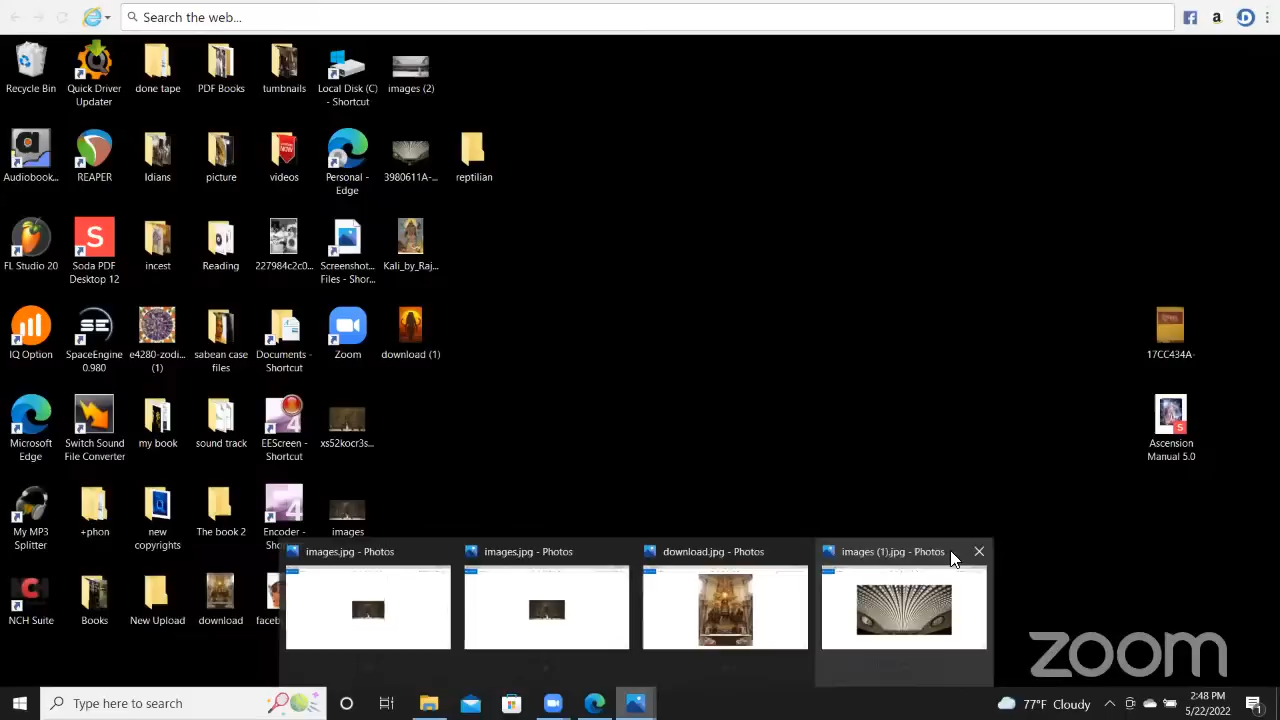 Search the web...
Recycle Bin
Quick Driver
Updater
done tape
PDF Books
tumbnails
Local Disk (C)
- Shortcut
images (2)
Audiobook...
REAPER
Idians
picture
videos
Personal -
Edge
3980611A-...
reptilian
FL Studio 20
Soda PDF
Desktop 12
incest
Reading
227984c2c0...
Screenshot...
Files - Shor...
Kali_by_Raj...
IQ Option
SpaceEngine
0.980
e4280-zodi...
(1)
sabean case
files
Documents -
Shortcut
Zoom
download (1)
17CC434A-
Microsoft
Edge
Switch Sound
File Converter
my book
sound track
EEScreen -
Shortcut
xs52kocr3s...
Ascension
Manual 5.0
My MP3
Splitter
+phon
new
copyrights
The book 2
Encoder -
Sho
images
images.jpg - Photos
images.jpg - Photos
download.jpg - Photos
images (1).jpg - Photos
NCH Suite
Books
New Upload
download
faceb
zoom
Type here to search
77°F Cloudy
2:48 PM
5/22/2022
1